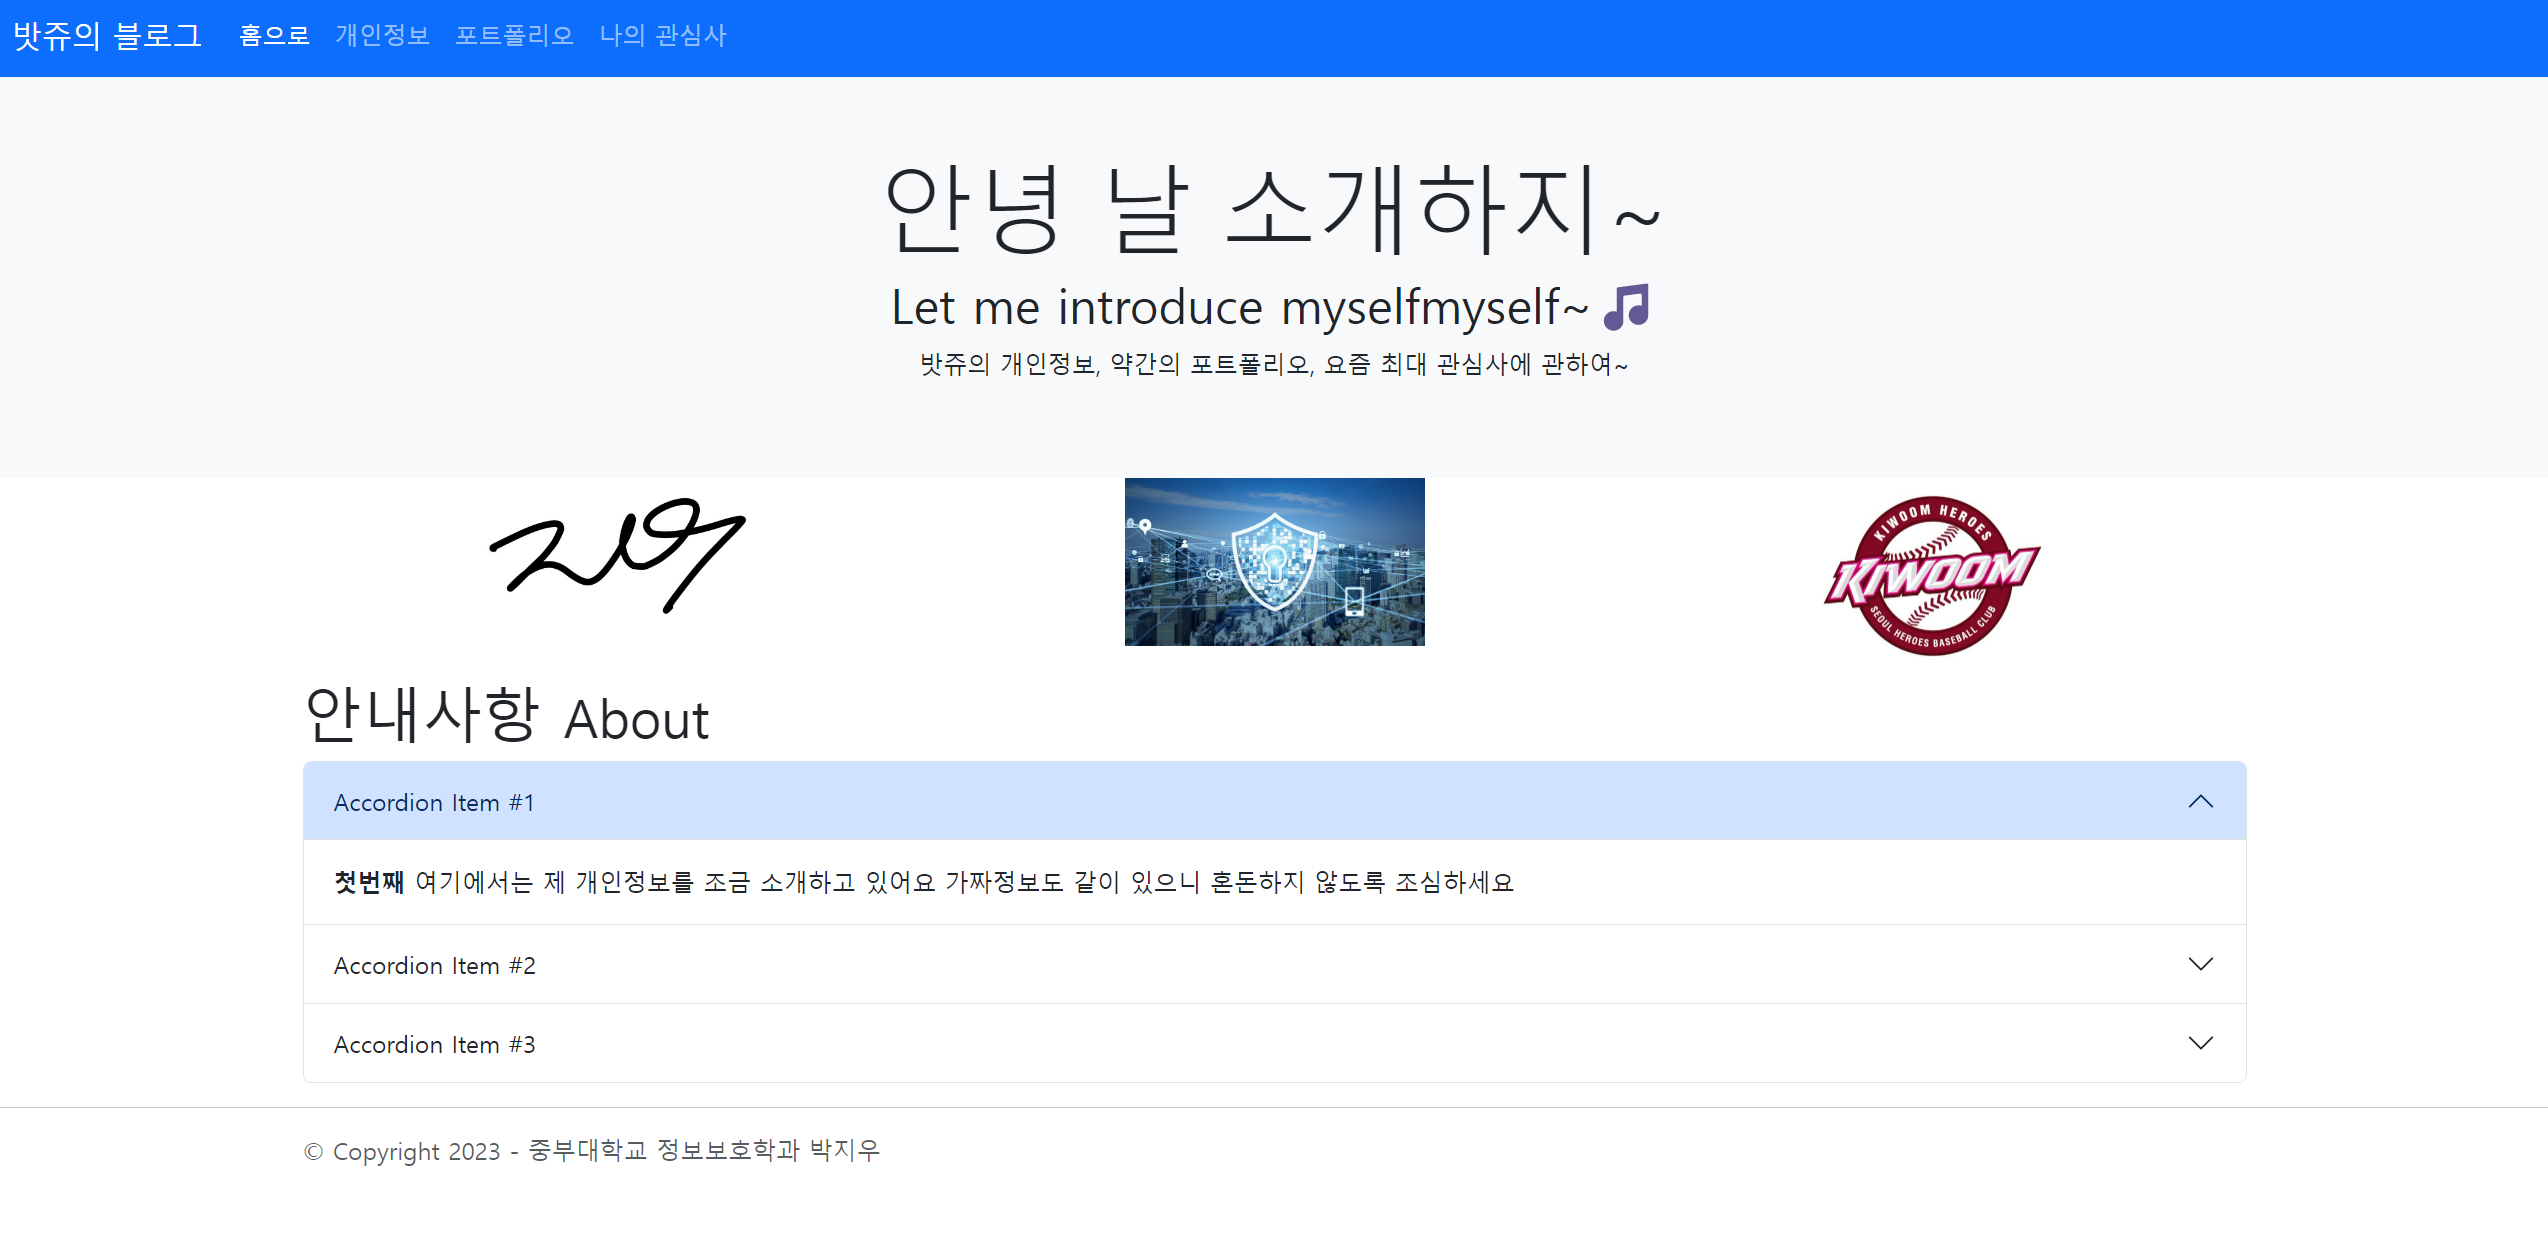 밧쥬의 블로그 홈으로 개인정보 포트폴리오 나의 관심사
안녕 날 소개하지~
Let me introduce myselfmyself~
밧쥬의 개인정보, 약간의 포트폴리오, 요즘 최대 관심사에 관하여~
KIWOOM HEROES
KIWOOM
SEOUL HEROES BASEBALL CLUB
안내사항 About
Accordion Item #1
첫번째 여기에서는 제 개인정보를 조금 소개하고 있어요 가짜정보도 같이 있으니 혼돈하지 않도록 조심하세요
Accordion Item #2
Accordion Item #3
© Copyright 2023 - 중부대학교 정보보호학과 박지우